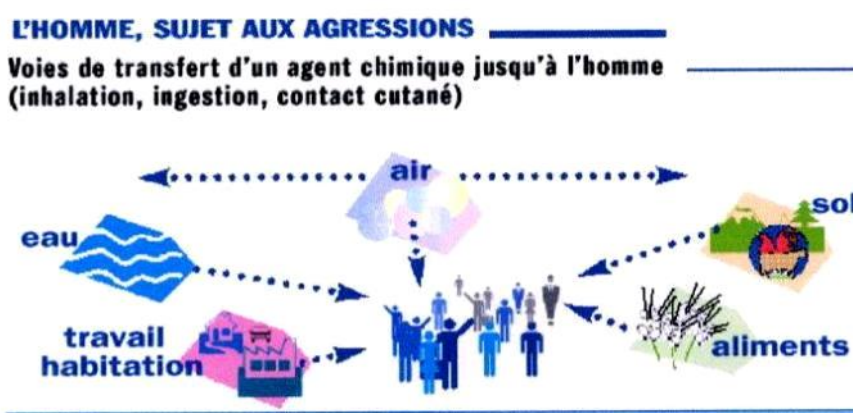 L'HOMME, SUJET AUX AGRESSIONS
Voies de transfert d'un agent chimique jusqu'à l'homme
(inhalation, ingestion, contact cutané)
air
sol
eau
travail
habitation
aliments